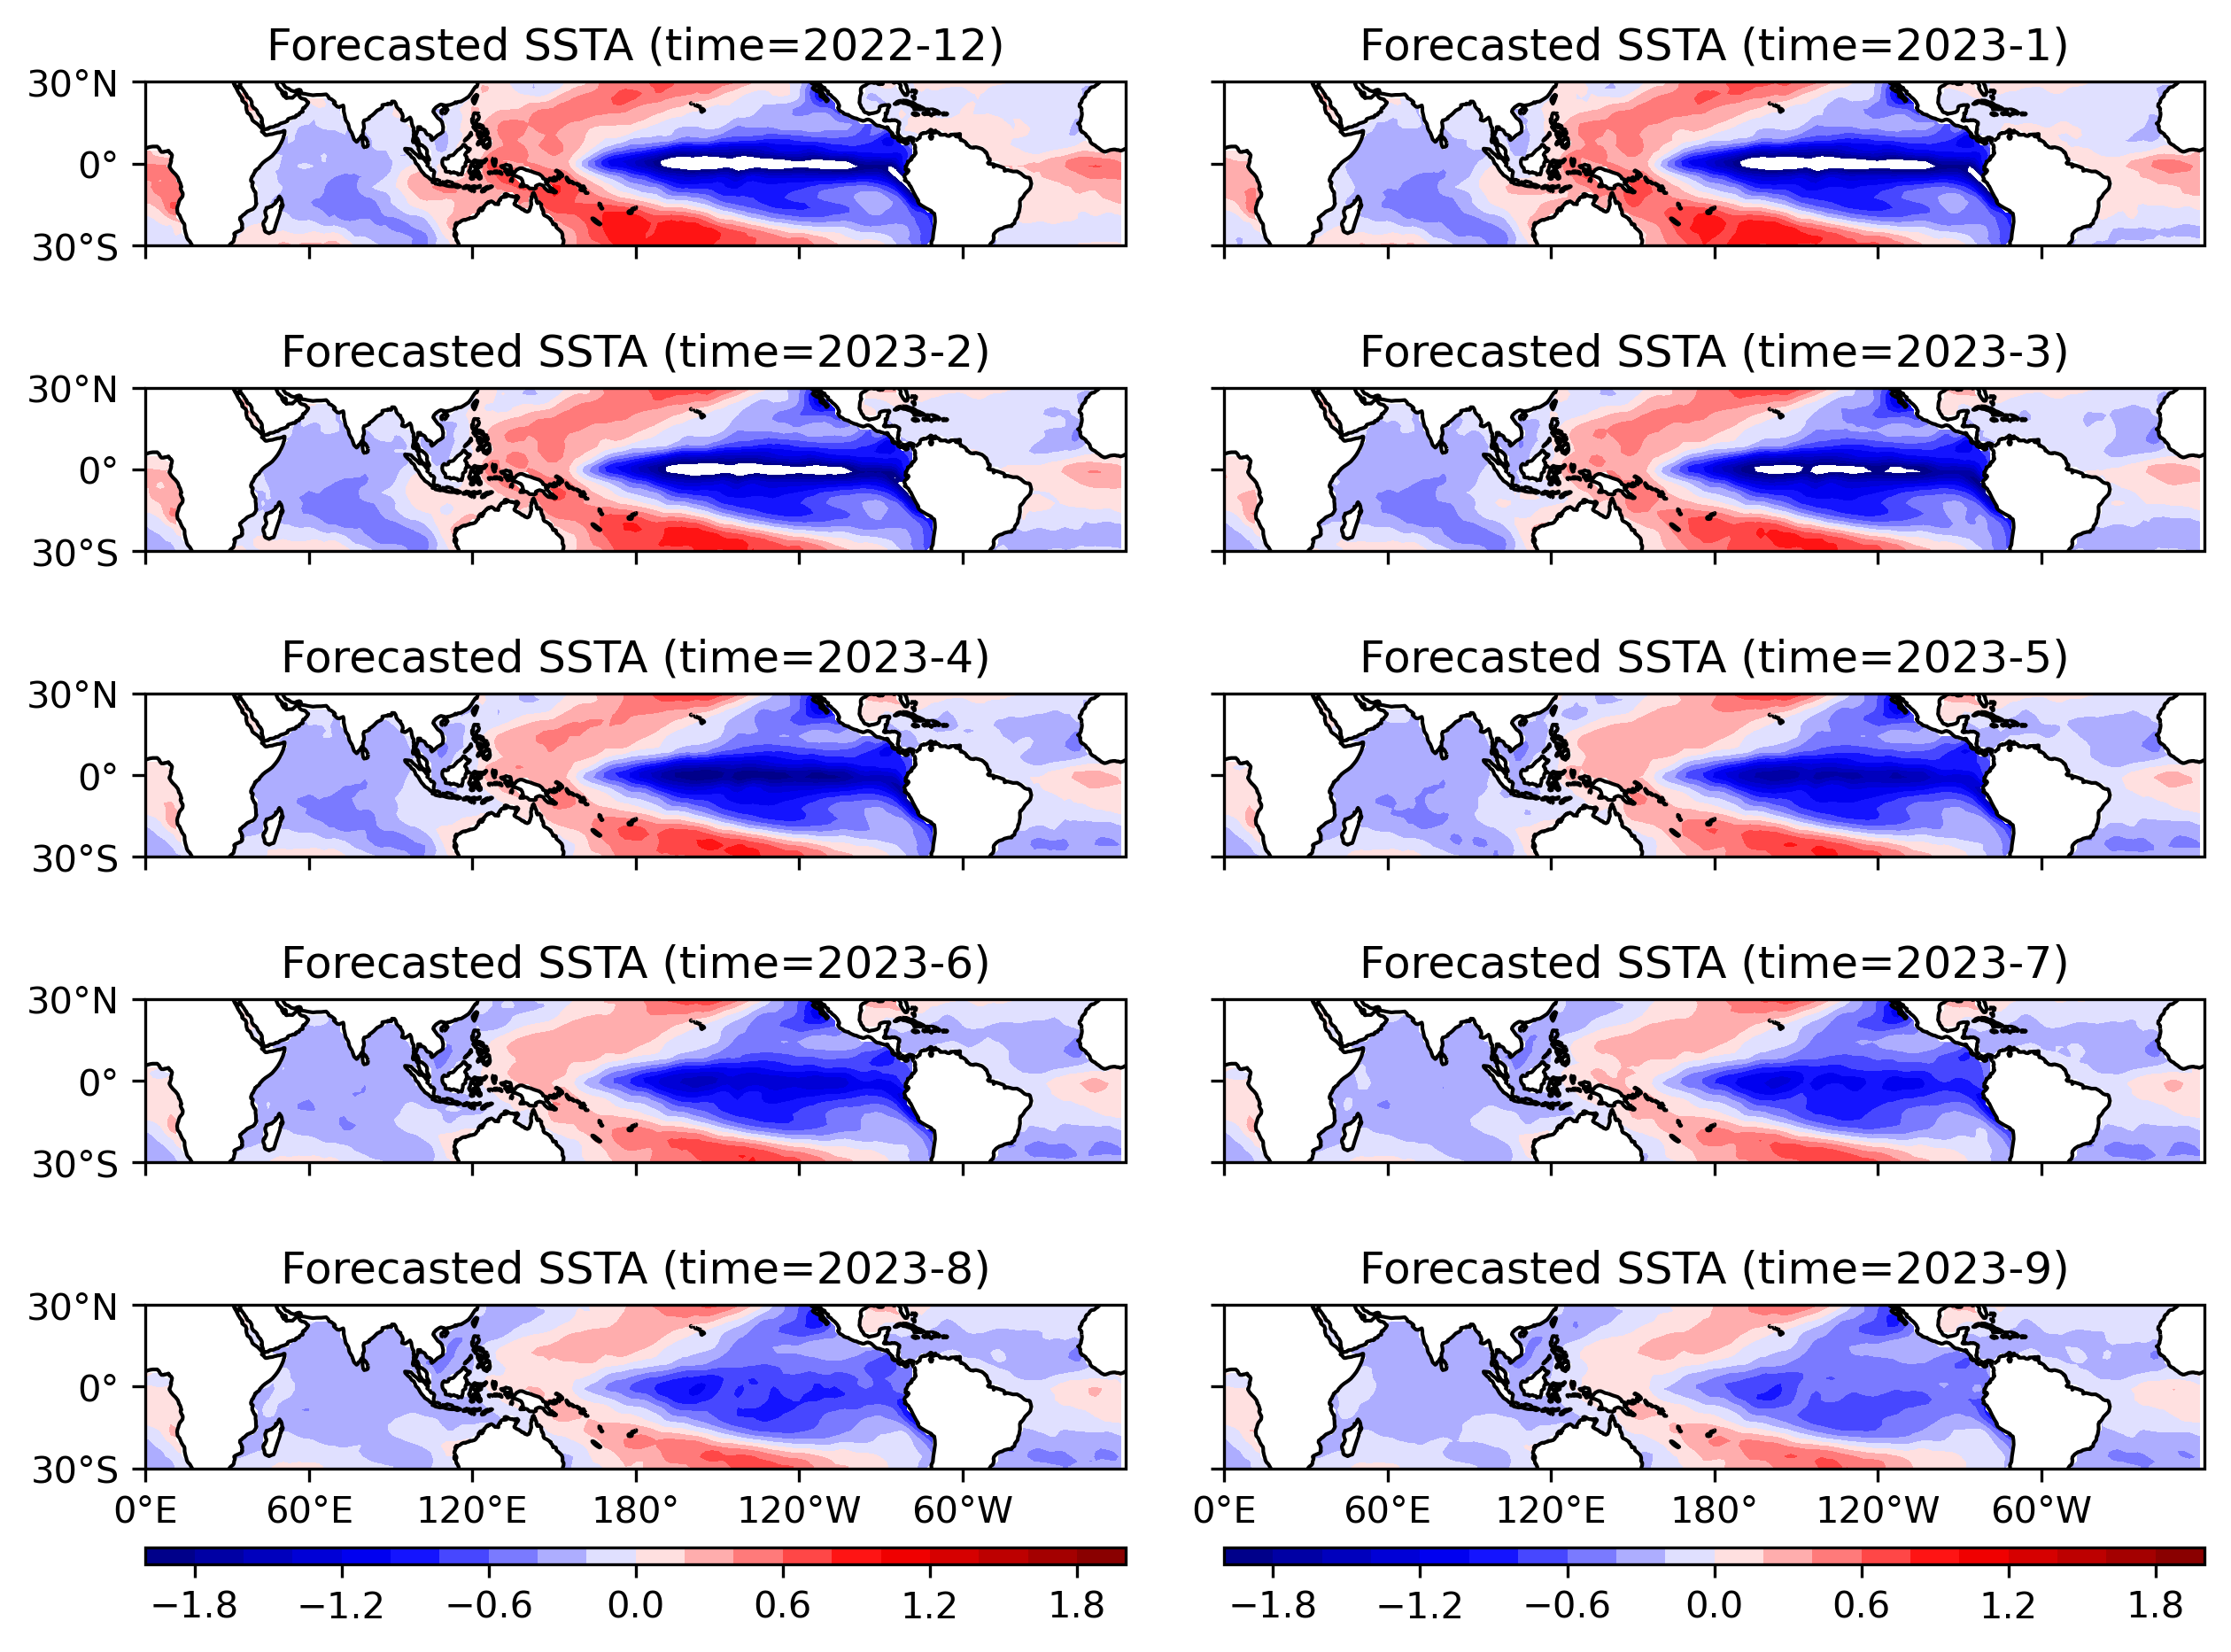 Forecasted SSTA (time=2022-12)
Forecasted SSTA (time=2023-1)
30°N
0°
30°S
Forecasted SSTA (time=2023-2)
Forecasted SSTA (time=2023-3)
30°N
0°
30°S
Forecasted SSTA (time=2023-4)
Forecasted SSTA (time=2023-5)
30°N
0°
30°S
Forecasted SSTA (time=2023-6)
Forecasted SSTA (time=2023-7)
30°N
0°
30°S
Forecasted SSTA (time=2023-8)
Forecasted SSTA (time=2023-9)
30°N
0°
30°S
0°E 60°E 120°E 180° 120°W 60°W
0°E 60°E 120°E 180° 120°W 60°W
−1.8 −1.2 −0.6 0.0 0.6 1.2 1.8
−1.8 −1.2 −0.6 0.0 0.6 1.2 1.8